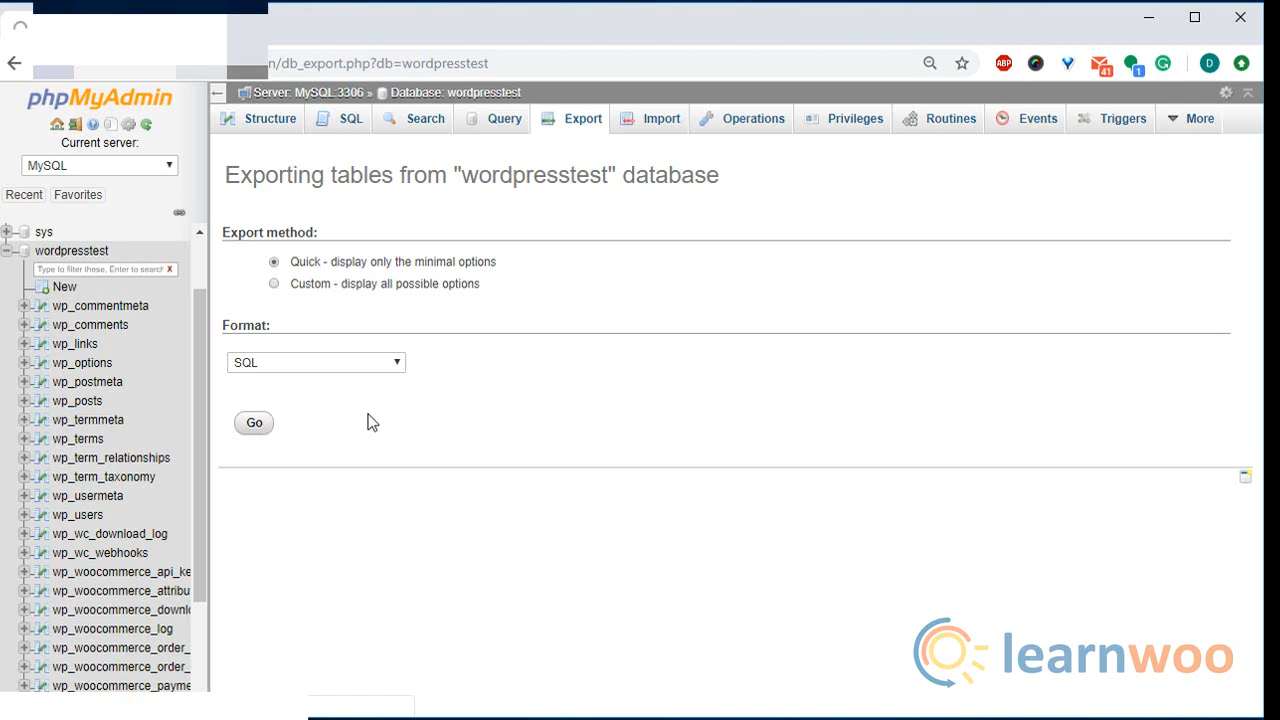 n/db_export.php?db=wordpresstest
ABP
41
1
D
phpMyAdmin
Current server:
MySQL
Recent
Favorites
sys
wordpresstest
Type to filter these, Enter to search
X
New
wp_commentmeta
wp_comments
wp_links
wp_options
wp_postmeta
wp_posts
wp_termmeta
wp_terms
wp_term_relationships
wp_term_taxonomy
wp_usermeta
wp_users
wp_wc_download_log
wp_wc_webhooks
wp_woocommerce_api_ke
wp_woocommerce_attribu
wp_woocommerce_downlo
wp_woocommerce_log
wp_woocommerce_order_
wp_woocommerce_order_
wp_woocommerce_payme
Server: MySQL:3306 » Database: wordpresstest
Structure
SQL
Search
Query
Export
Import
Operations
Privileges
Routines
Events
Triggers
More
Exporting tables from "wordpresstest" database
Export method:
Quick - display only the minimal options
Custom - display all possible options
Format:
SQL
Go
learnwoo